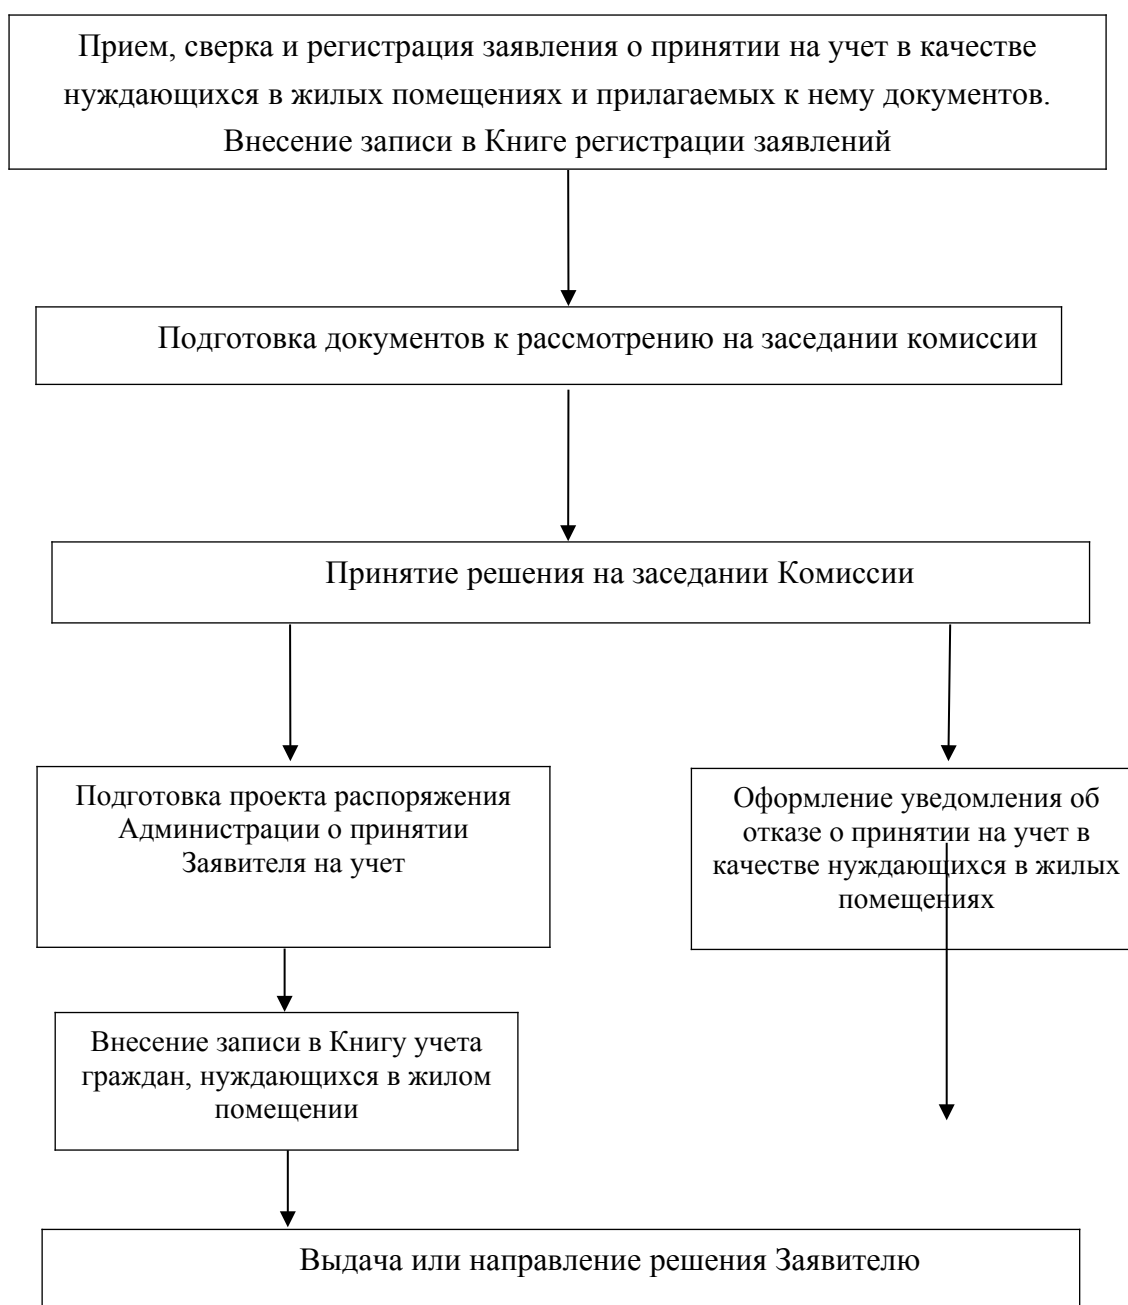 Прием, сверка и регистрация заявления о принятии на учет в качестве
нуждающихся в жилых помещениях и прилагаемых к нему документов.
Внесение записи в Книге регистрации заявлений
Подготовка документов к рассмотрению на заседании комиссии
Принятие решения на заседании Комиссии
Подготовка проекта распоряжения
Администрации о принятии
Заявителя на учет
Оформление уведомления об
отказе о принятии на учет в
качестве нуждающихся в жилых
помещениях
Внесение записи в Книгу учета
граждан, нуждающихся в жилом
помещении
Выдача или направление решения Заявителю